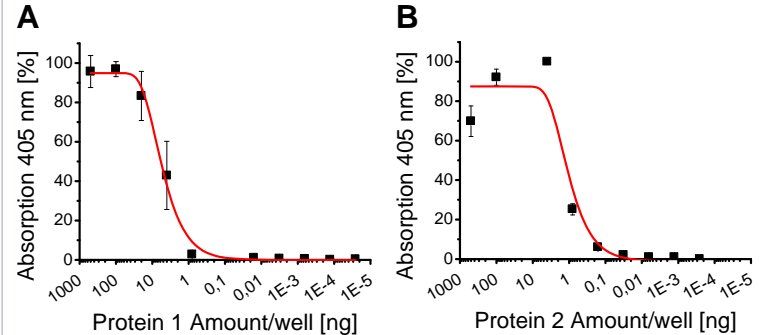 A
Absorption 405 nm [%]
100
80
60
40
20
0
1000 100 10 1 0,1 0,01 1E-3 1E-4 1E-5
Protein 1 Amount/well [ng]
B
Absorption 405 nm [%]
100
80
60
40
20
0
1000 100 10 1 0,1 0,01 1E-3 1E-4 1E-5
Protein 2 Amount/well [ng]